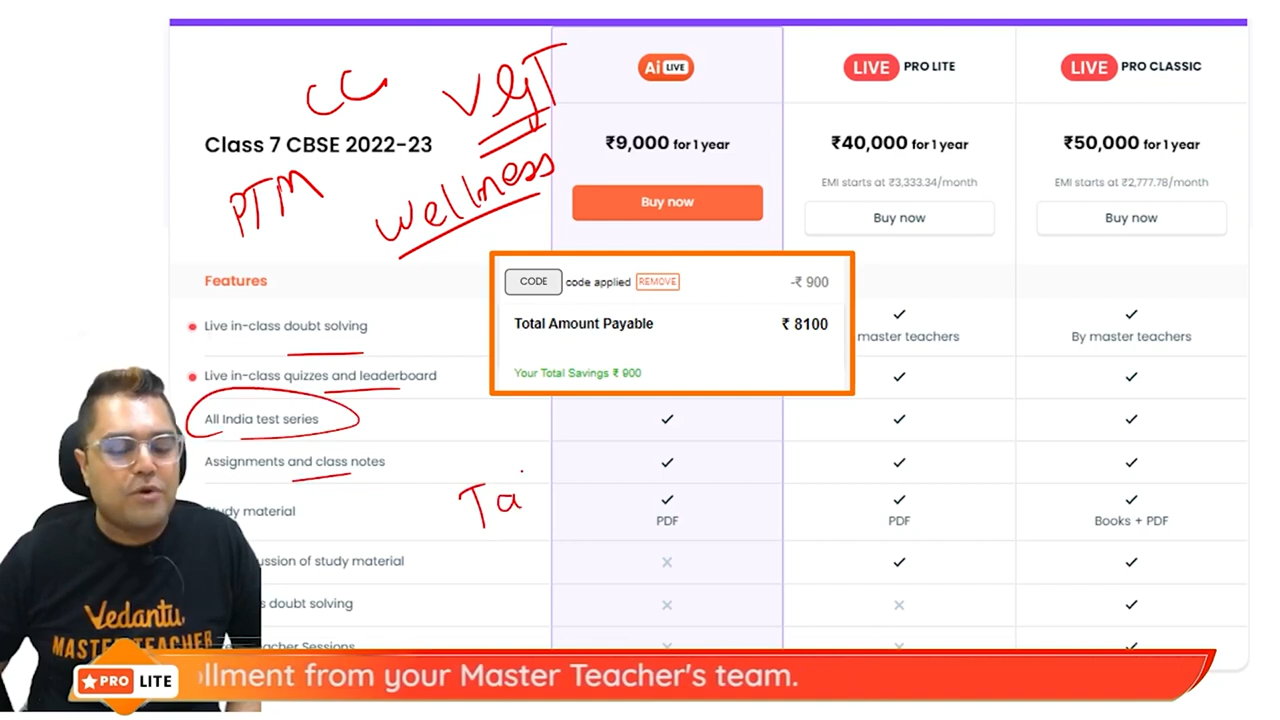 Ai LIVE
LIVE PRO LITE
LIVE PRO CLASSIC
CC
VGT
Class 7 CBSE 2022-23
₹9,000 for 1 year
₹40,000 for 1 year
₹50,000 for 1 year
EMI starts at ₹3,333.34/month
EMI starts at ₹2,777.78/month
PTM
wellness
Buy now
Buy now
Buy now
Features
CODE code applied REMOVE -₹ 900
Total Amount Payable ₹ 8100
Your Total Savings ₹ 900
Live in-class doubt solving
master teachers
By master teachers
Live in-class quizzes and leaderboard
All India test series
Assignments and class notes
Ta
material
PDF
PDF
Books + PDF
ussion of study material
doubt solving
Sessions
Vedantu
MASTER TEACHER
PRO LITE
llment from your Master Teacher's team.